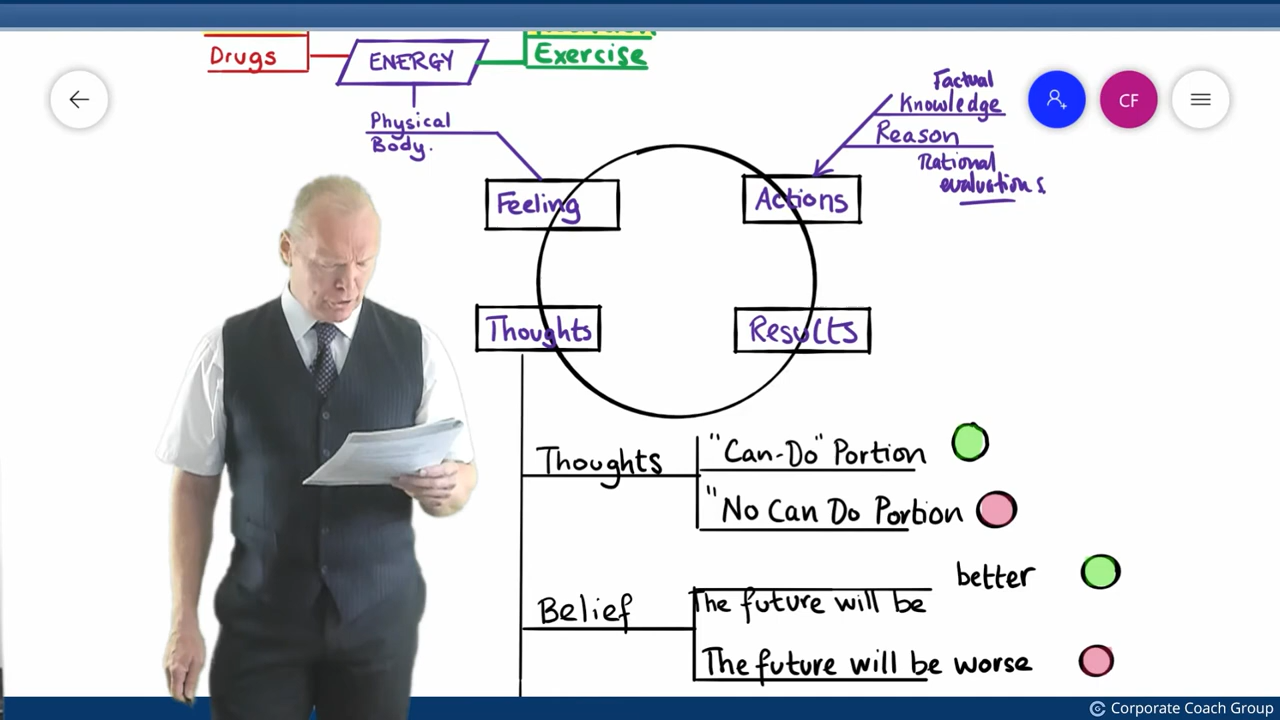 Drugs
ENERGY
Exercise
Physical
Body.
Factual
Knowledge
Reason
Rational
evaluations
CF
Feeling
Actions
Thoughts
Results
Thoughts
"Can-Do" Portion
"No Can Do Portion
Belief
The future will be better
The future will be worse
Corporate Coach Group